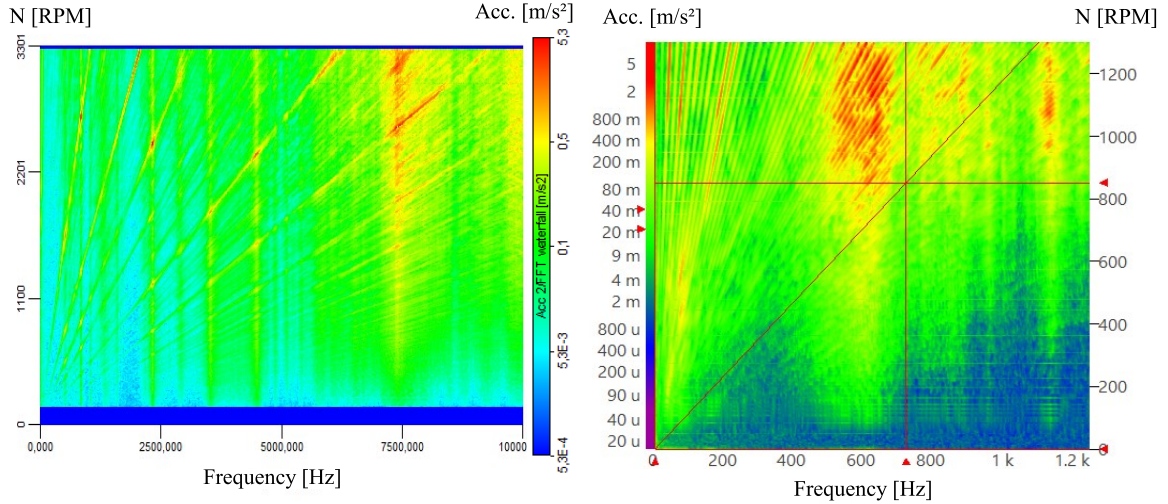 N [RPM]
Acc. [m/s²]
3301
2201
1100
0
0,000
2500,000
5000,000
7500,000
10000
Frequency [Hz]
5,3
0,5
0,1
5,3E-3
5,3E-4
Acc 2/FFT waterfall [m/s2]
Acc. [m/s²]
N [RPM]
5
2
800 m
400 m
200 m
80 m
40 m
20 m
9 m
4 m
2 m
800 u
400 u
200 u
90 u
40 u
20 u
1200
1000
800
600
400
200
0
0
200
400
600
800
1 k
1.2 k
Frequency [Hz]